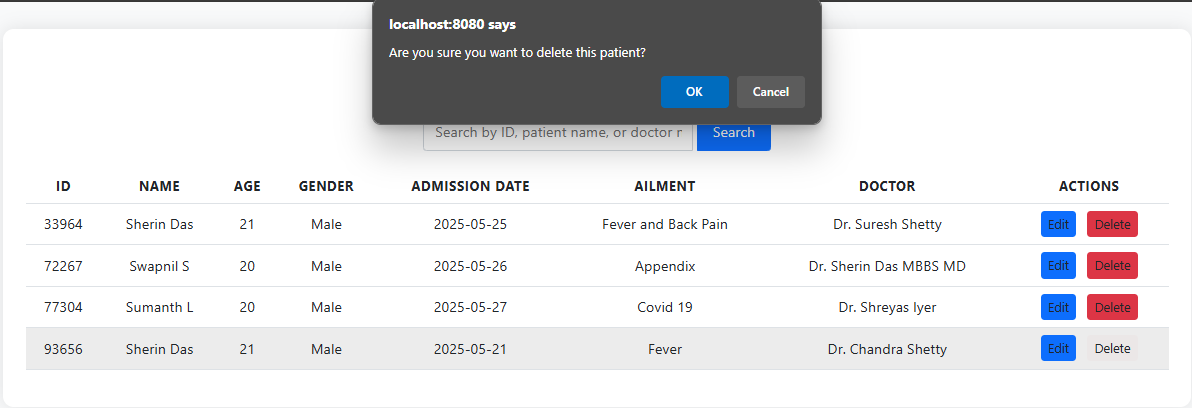 localhost:8080 says
Are you sure you want to delete this patient?
OK Cancel
Search by ID, patient name, or doctor r Search
ID NAME AGE GENDER ADMISSION DATE AILMENT DOCTOR ACTIONS
33964 Sherin Das 21 Male 2025-05-25 Fever and Back Pain Dr. Suresh Shetty Edit Delete
72267 Swapnil S 20 Male 2025-05-26 Appendix Dr. Sherin Das MBBS MD Edit Delete
77304 Sumanth L 20 Male 2025-05-27 Covid 19 Dr. Shreyas Iyer Edit Delete
93656 Sherin Das 21 Male 2025-05-21 Fever Dr. Chandra Shetty Edit Delete